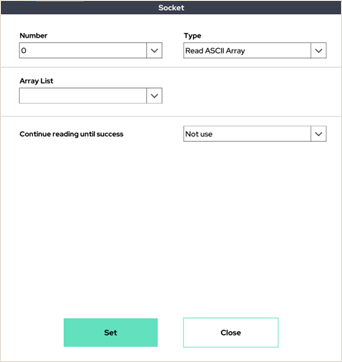 Socket
Number
Type
0
Read ASCII Array
Array List
Continue reading until success
Not use
Set
Close